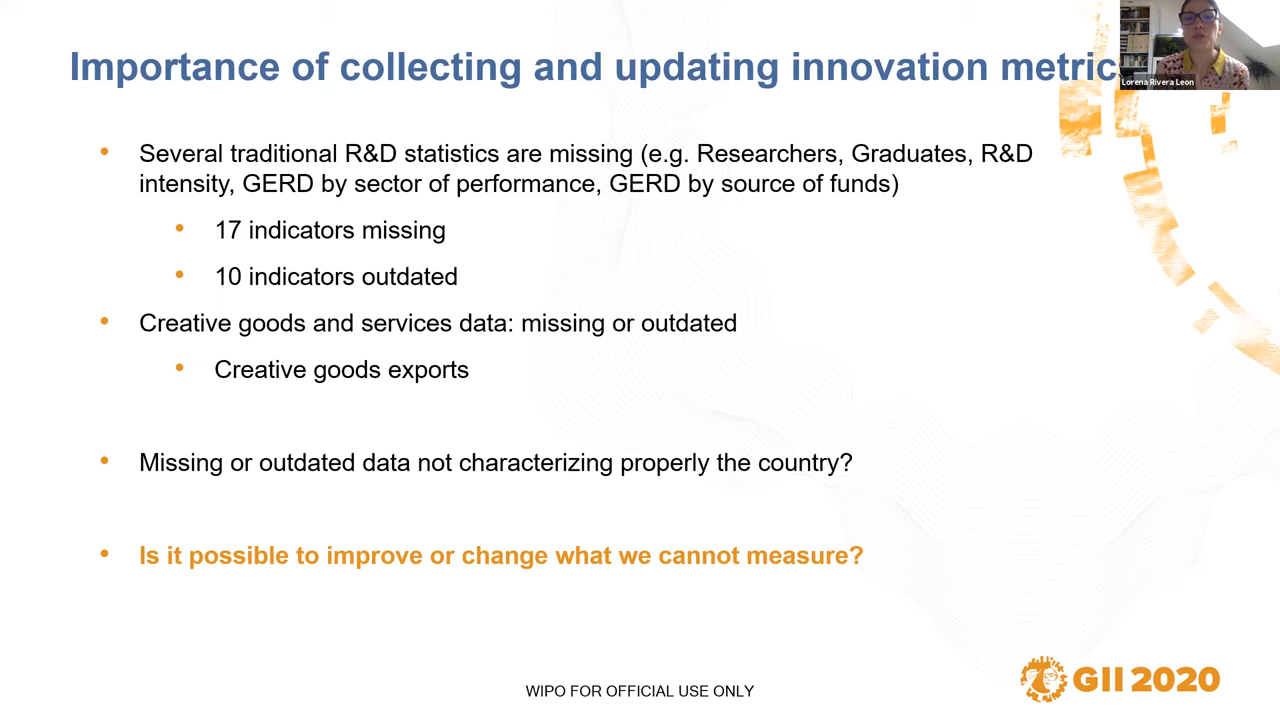 Importance of collecting and updating innovation metric
Lorena Rivera Leon
• Several traditional R&D statistics are missing (e.g. Researchers, Graduates, R&D
intensity, GERD by sector of performance, GERD by source of funds)
• 17 indicators missing
• 10 indicators outdated
• Creative goods and services data: missing or outdated
• Creative goods exports
• Missing or outdated data not characterizing properly the country?
• Is it possible to improve or change what we cannot measure?
WIPO FOR OFFICIAL USE ONLY
GII 2020